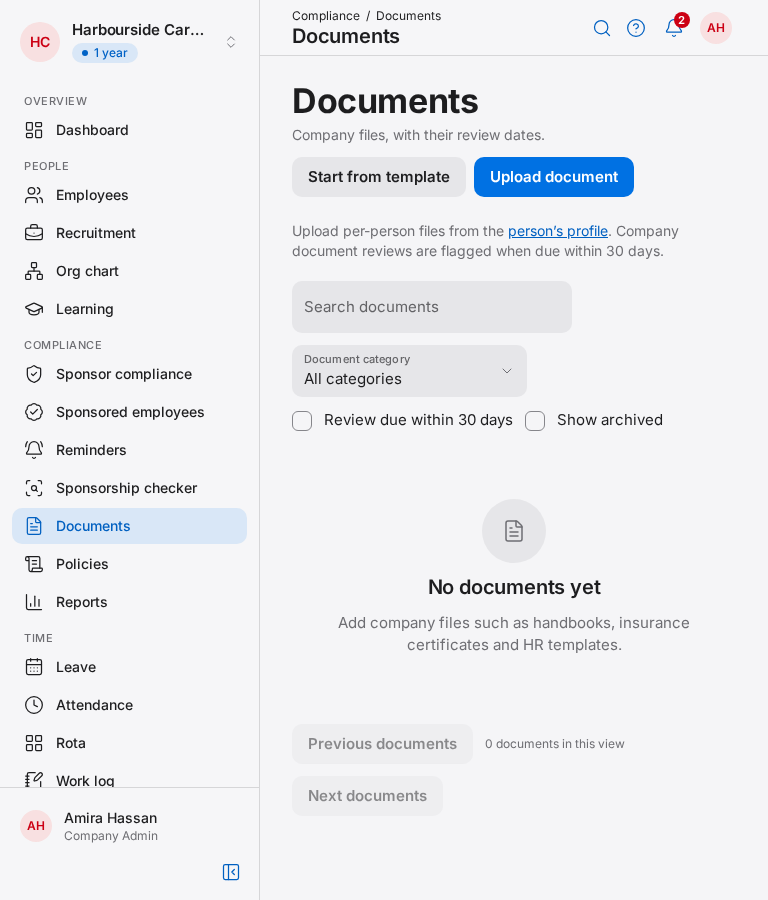 HC
Harbourside Car...
1 year
OVERVIEW
Dashboard
PEOPLE
Employees
Recruitment
Org chart
Learning
COMPLIANCE
Sponsor compliance
Sponsored employees
Reminders
Sponsorship checker
Documents
Policies
Reports
TIME
Leave
Attendance
Rota
Work log
AH
Amira Hassan
Company Admin
Compliance / Documents
Documents
2
AH
Documents
Company files, with their review dates.
Start from template
Upload document
Upload per-person files from the person's profile. Company
document reviews are flagged when due within 30 days.
Search documents
Document category
All categories
Review due within 30 days
Show archived
No documents yet
Add company files such as handbooks, insurance
certificates and HR templates.
Previous documents
0 documents in this view
Next documents